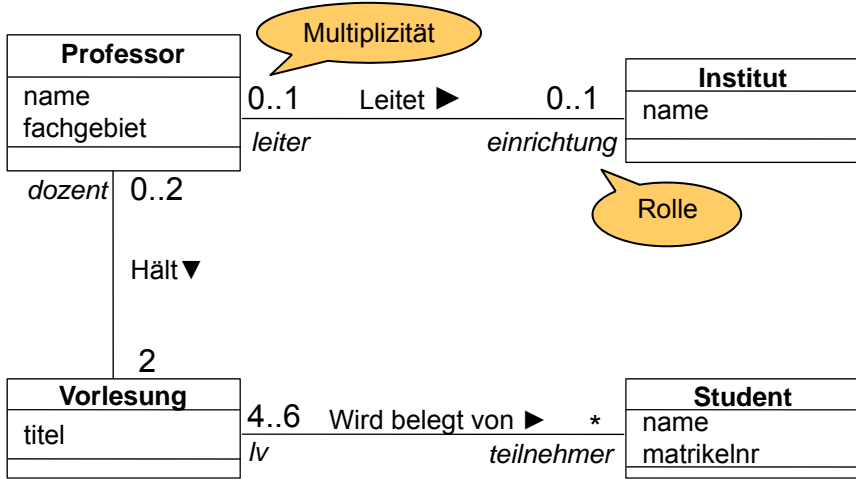 Multiplizität
Professor
name
fachgebiet
0..1 Leitet ► 0..1
leiter einrichtung
Institut
name
Rolle
dozent 0..2
Hält▼
2
Vorlesung
titel
4..6 Wird belegt von ► *
lv teilnehmer
Student
name
matrikelnr